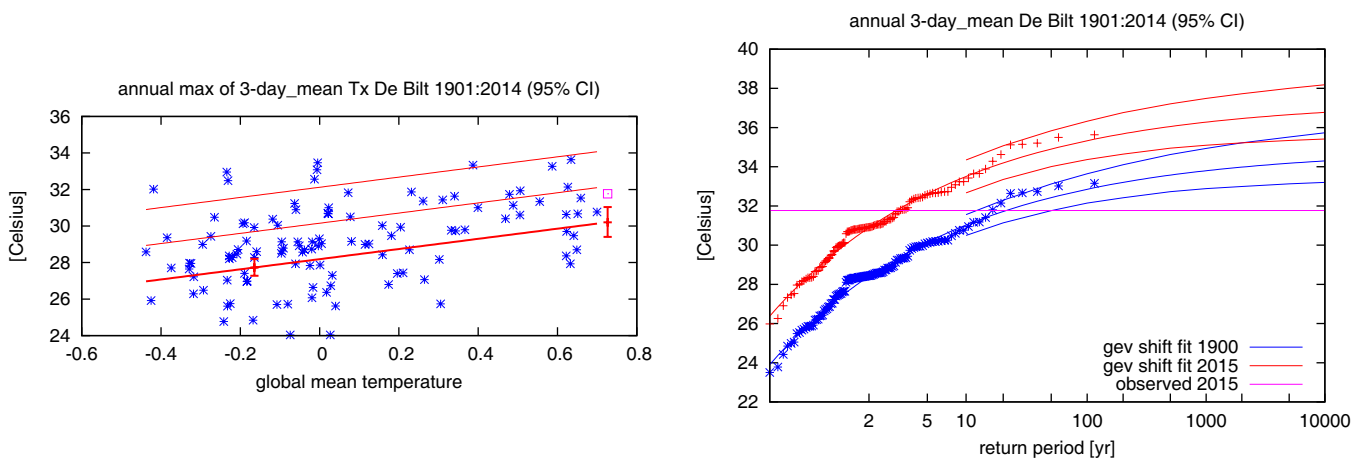 annual max of 3-day_mean Tx De Bilt 1901:2014 (95% CI)
[Celsius]
36
34
32
30
28
26
24
-0.6 -0.4 -0.2 0 0.2 0.4 0.6 0.8
global mean temperature
annual 3-day_mean De Bilt 1901:2014 (95% CI)
[Celsius]
40
38
36
34
32
30
28
26
24
22
gev shift fit 1900
gev shift fit 2015
observed 2015
2 5 10 100 1000 10000
return period [yr]